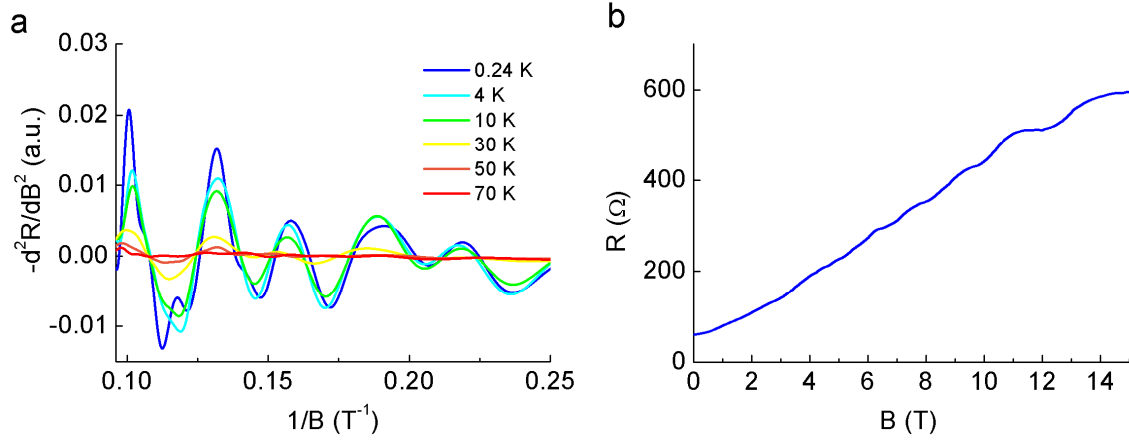 a
0.03
0.02
0.01
0.00
-0.01
-d²R/dB² (a.u.)
0.24 K
4 K
10 K
30 K
50 K
70 K
0.10 0.15 0.20 0.25
1/B (T⁻¹)
b
600
400
200
0
R (Ω)
0 2 4 6 8 10 12 14
B (T)